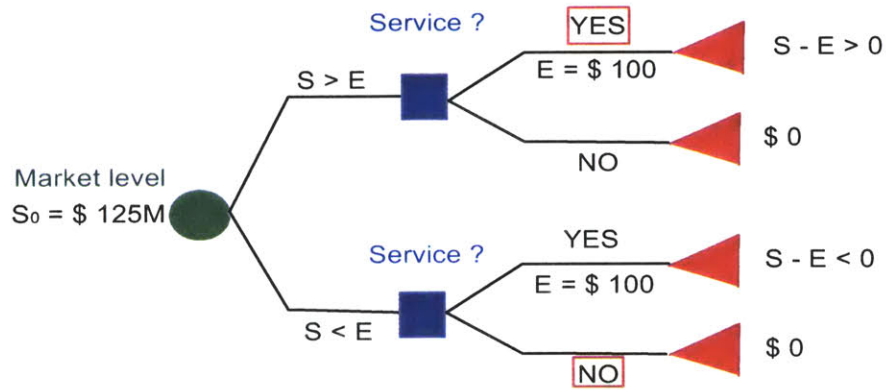 Service ?
YES
S - E > 0
S > E
E = $ 100
$ 0
NO
Market level
S₀ = $ 125M
Service ?
YES
S - E < 0
E = $ 100
S < E
$ 0
NO